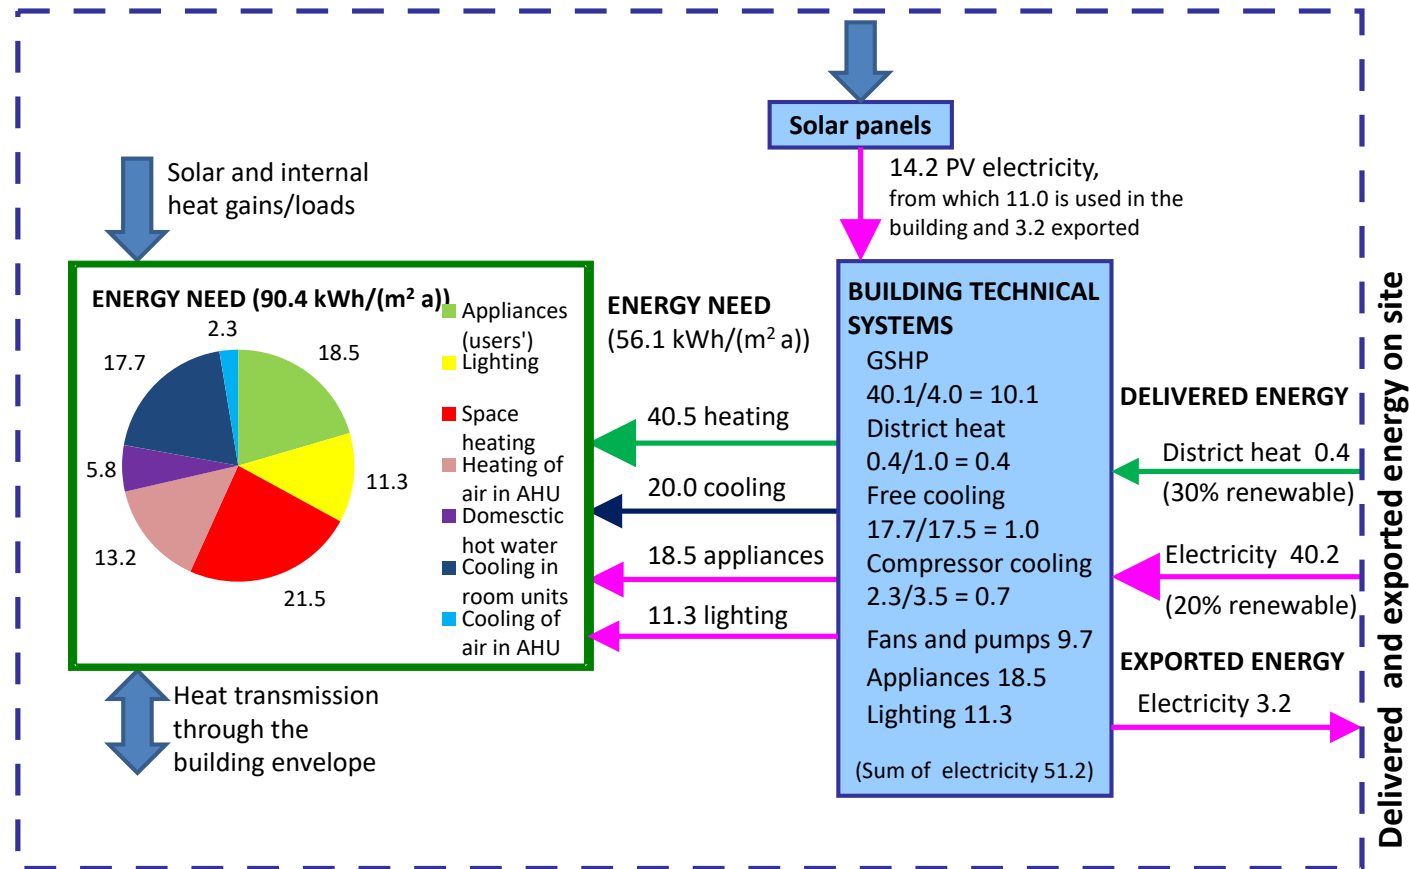 Solar panels
14.2 PV electricity,
from which 11.0 is used in the
building and 3.2 exported
Solar and internal
heat gains/loads
ENERGY NEED (90.4 kWh/(m² a))
2.3
18.5
17.7
5.8
11.3
13.2
21.5
Appliances
(users')
Lighting
Space
heating
Heating of
air in AHU
Domesctic
hot water
Cooling in
room units
Cooling of
air in AHU
ENERGY NEED
(56.1 kWh/(m² a))
40.5 heating
20.0 cooling
18.5 appliances
11.3 lighting
BUILDING TECHNICAL
SYSTEMS
GSHP
40.1/4.0 = 10.1
District heat
0.4/1.0 = 0.4
Free cooling
17.7/17.5 = 1.0
Compressor cooling
2.3/3.5 = 0.7
Fans and pumps 9.7
Appliances 18.5
Lighting 11.3
(Sum of electricity 51.2)
DELIVERED ENERGY
District heat 0.4
(30% renewable)
Electricity 40.2
(20% renewable)
EXPORTED ENERGY
Electricity 3.2
Heat transmission
through the
building envelope
Delivered and exported energy on site